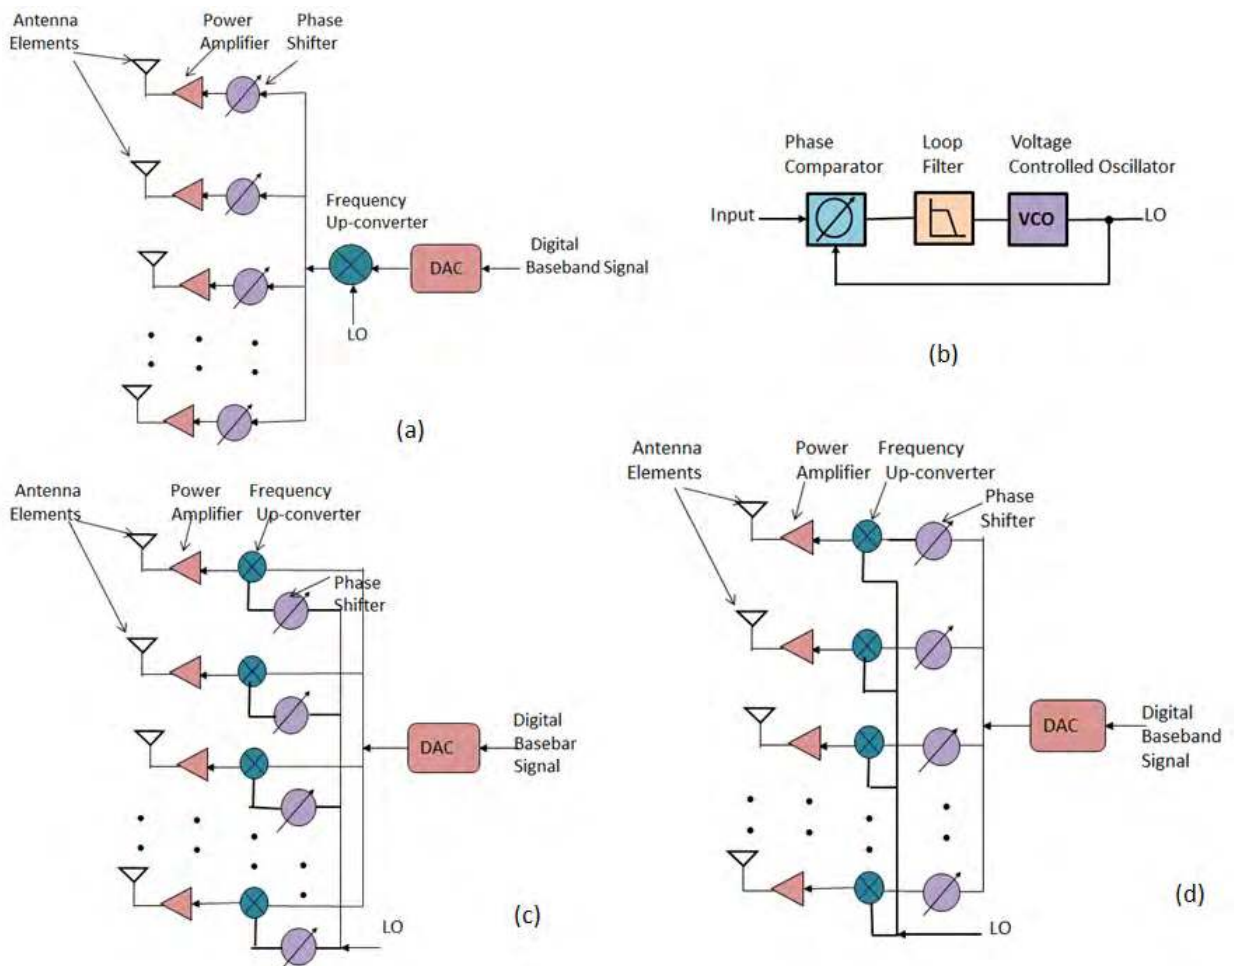 Antenna
Elements
Power
Amplifier
Phase
Shifter
Frequency
Up-converter
DAC
Digital
Baseband Signal
LO
(a)
Phase
Comparator
Loop
Filter
Voltage
Controlled Oscillator
Input
VCO
LO
(b)
Antenna
Elements
Power
Amplifier
Frequency
Up-converter
Phase
Shifter
DAC
Digital
Basebar
Signal
LO
(c)
Antenna
Elements
Power
Amplifier
Frequency
Up-converter
Phase
Shifter
DAC
Digital
Baseband
Signal
LO
(d)